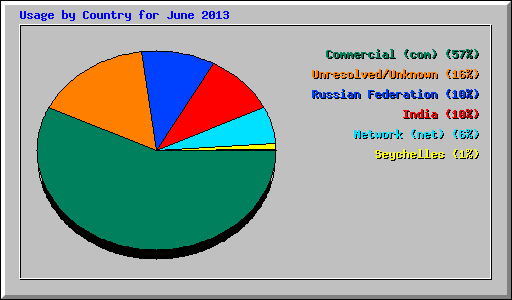 Usage by Country for June 2013
Commercial (com) (57%)
Unresolved/Unknown (16%)
Russian Federation (10%)
India (10%)
Network (net) (6%)
Seychelles (1%)